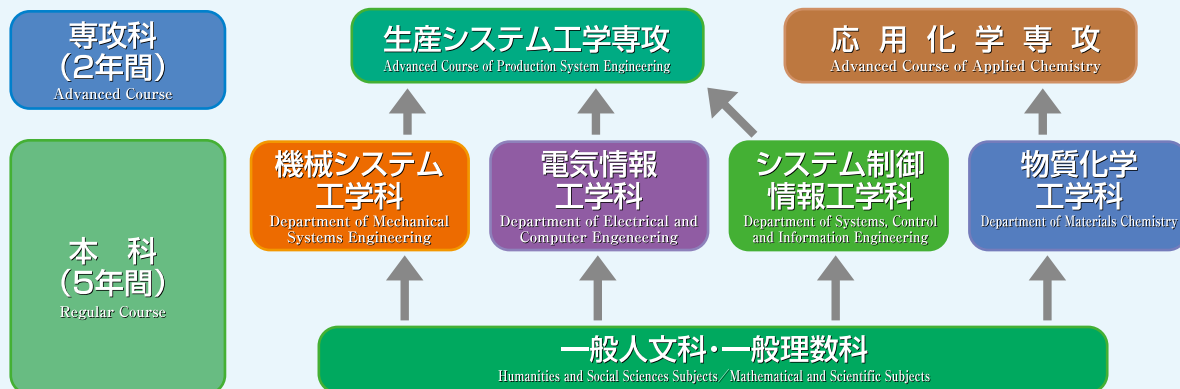 専攻科
（2年間）
Advanced Course
生産システム工学専攻
Advanced Course of Production System Engineering
応用化学専攻
Advanced Course of Applied Chemistry
本　科
（5年間）
Regular Course
機械システム
工学科
Department of Mechanical
Systems Engineering
電気情報
工学科
Department of Electrical and
Computer Engeneering
システム制御
情報工学科
Department of Systems, Control
and Information Engineering
物質化学
工学科
Department of Materials Chemistry
一般人文科・一般理数科
Humanities and Social Sciences Subjects／Mathematical and Scientific Subjects